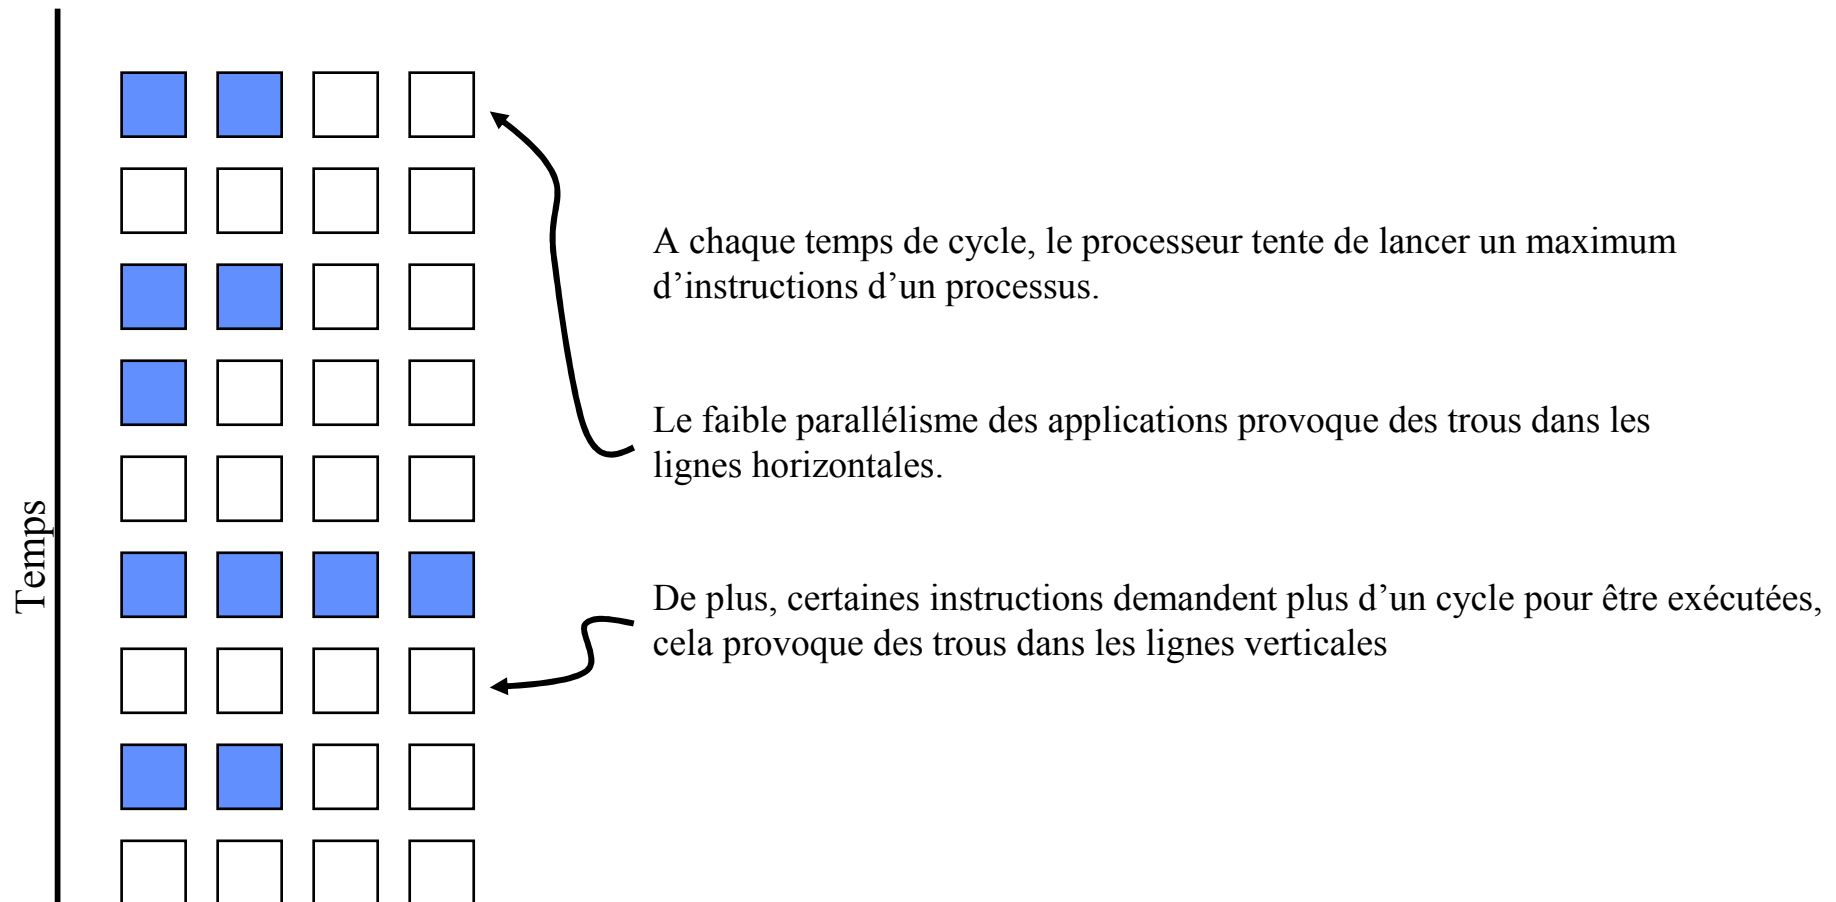 A chaque temps de cycle, le processeur tente de lancer un maximum
d’instructions d’un processus.
Le faible parallélisme des applications provoque des trous dans les
lignes horizontales.
Temps
De plus, certaines instructions demandent plus d’un cycle pour être exécutées,
cela provoque des trous dans les lignes verticales